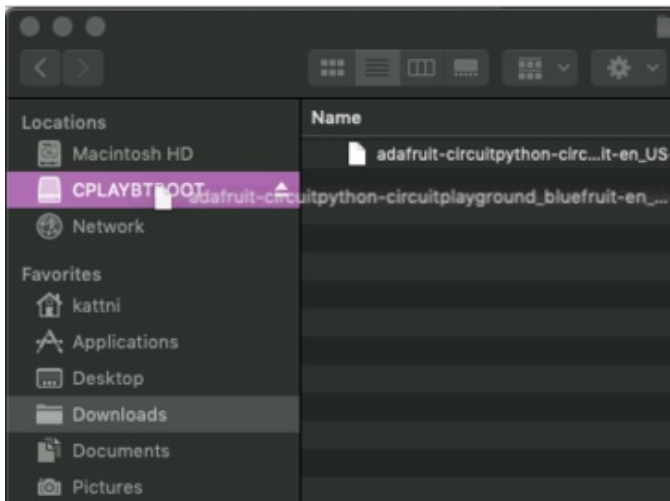 Locations
Name
Macintosh HD
adafruit-circuitpython-circ...it-en_US
CPLAYBTBOOT
adafruit-circuitpython-circuitplayground_bluefruit-en_...
Network
Favorites
kattni
Applications
Desktop
Downloads
Documents
Pictures